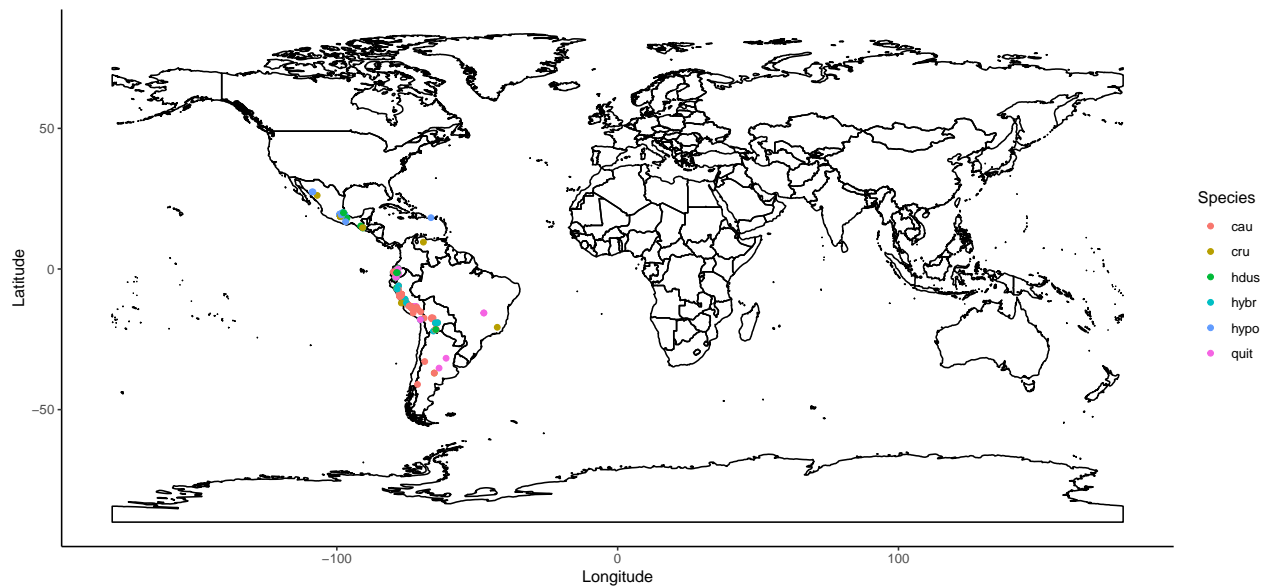 50
0
−50
Latitude
−100
0
100
Longitude
Species
cau
cru
hdus
hybr
hypo
quit